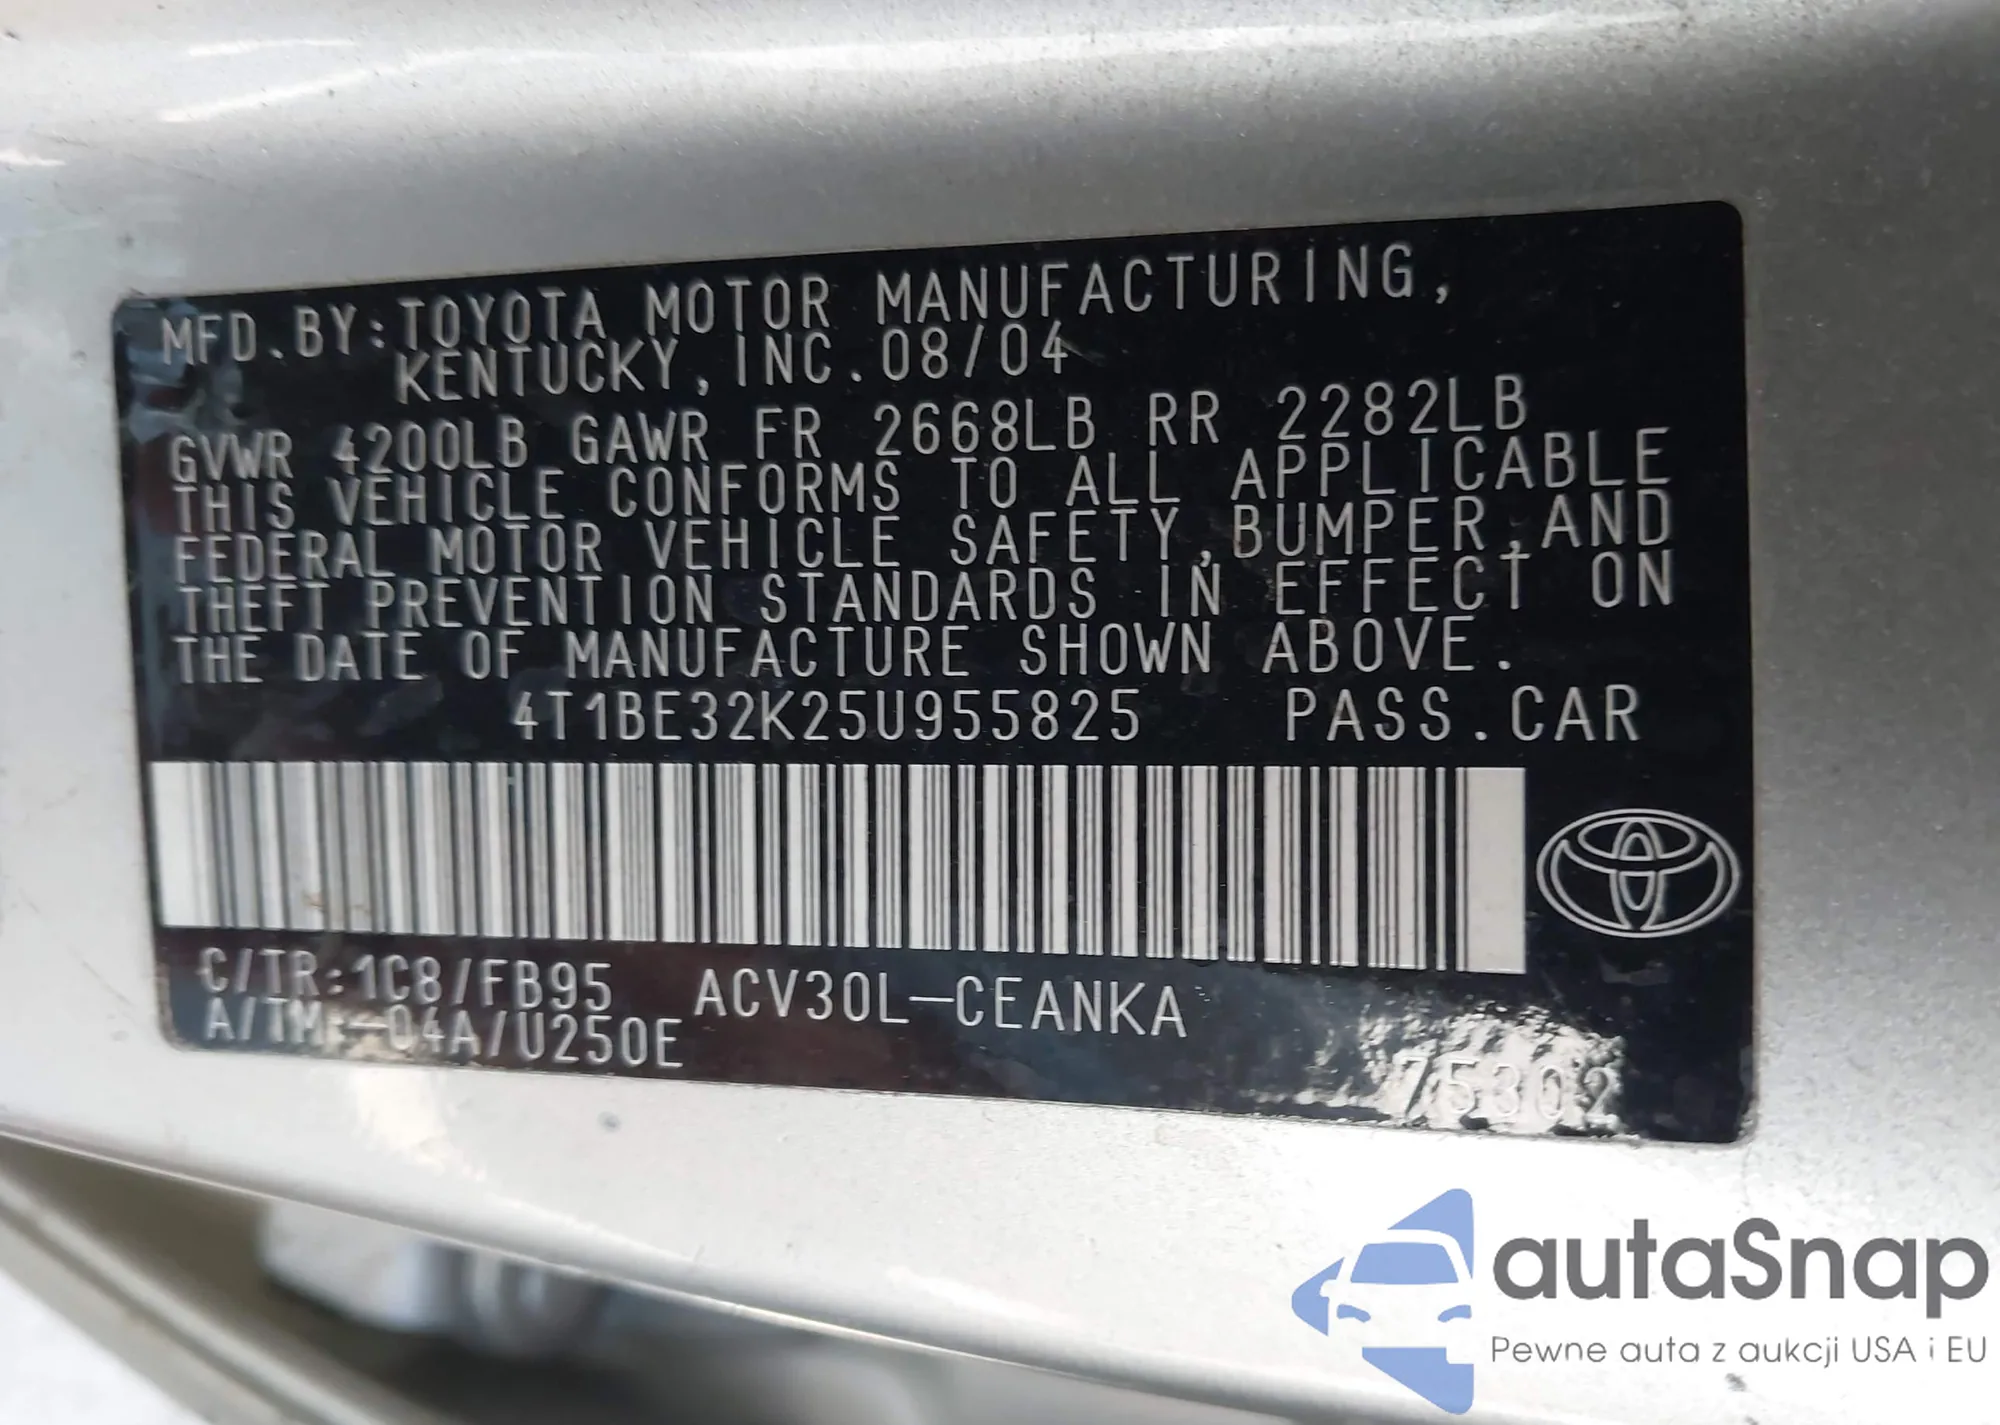 MFD.BY:TOYOTA MOTOR MANUFACTURING,
KENTUCKY, INC.08/04
GVWR 4200LB GAWR FR 2668LB RR 2282LB
THIS VEHICLE CONFORMS TO ALL APPLICABLE
FEDERAL MOTOR VEHICLE SAFETY,BUMPER,AND
THEFT PREVENTION STANDARDS IN EFFECT ON
THE DATE OF MANUFACTURE SHOWN ABOVE.
4T1BE32K25U955825 PASS.CAR
C/TR:1C8/FB95 ACV30L-CEANKA
A/TM:-04A/U250E
75302
autaSnap
Pewne auta z aukcji USA i EU